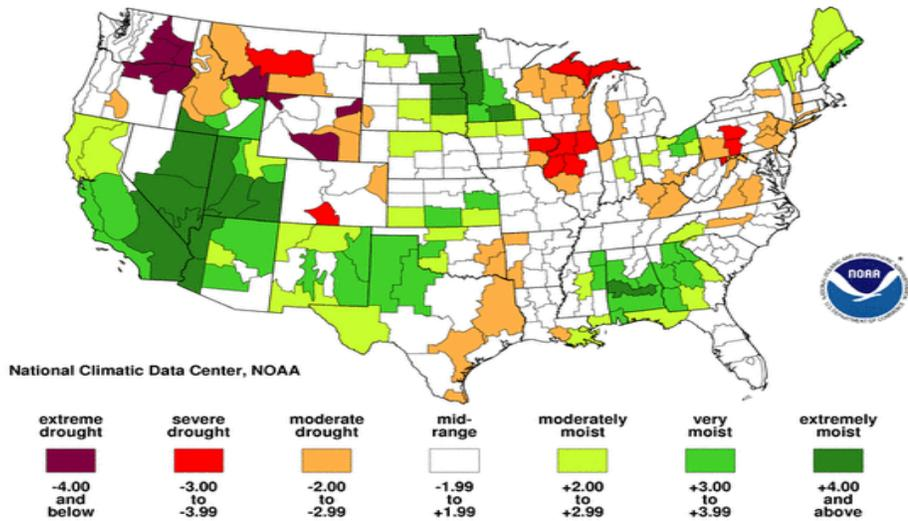 NOAA
National Climatic Data Center, NOAA
extreme drought
severe drought
moderate drought
mid-range
moderately moist
very moist
extremely moist
-4.00 and below
-3.00 to -3.99
-2.00 to -2.99
-1.99 to +1.99
+2.00 to +2.99
+3.00 to +3.99
+4.00 and above